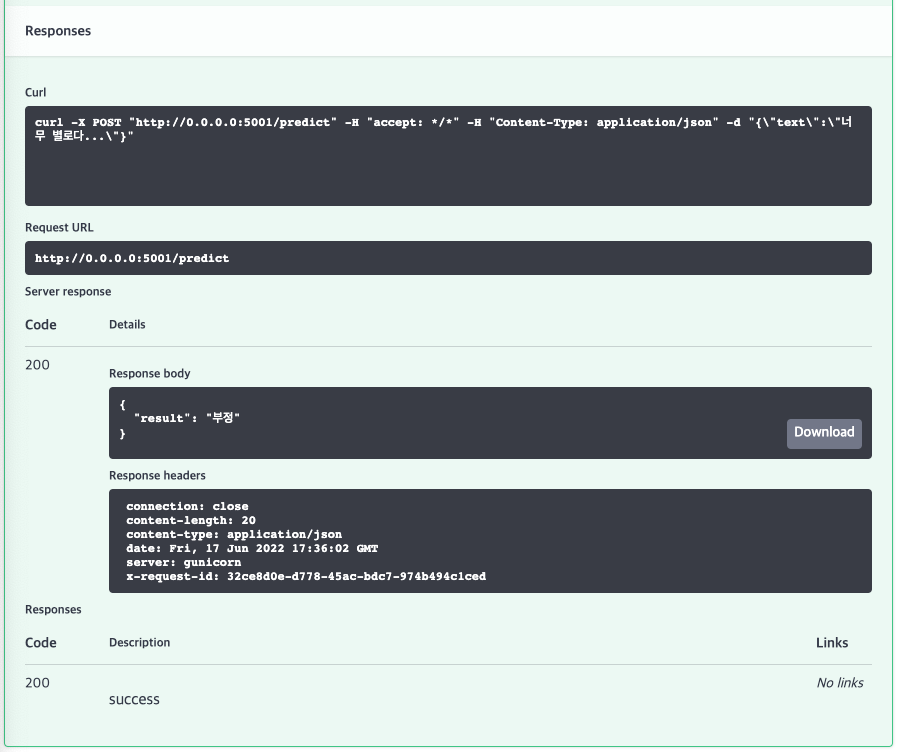 Responses
Curl
curl -X POST "http://0.0.0.0:5001/predict" -H "accept: */*" -H "Content-Type: application/json" -d "{\"text\":\"너
무 별로다...\"}"
Request URL
http://0.0.0.0:5001/predict
Server response
Code Details
200
Response body
{
  "result": "부정"
}
Download
Response headers
connection: close
content-length: 20
content-type: application/json
date: Fri, 17 Jun 2022 17:36:02 GMT
server: gunicorn
x-request-id: 32ce8d0e-d778-45ac-bdc7-974b494c1ced
Responses
Code Description Links
200 No links
success